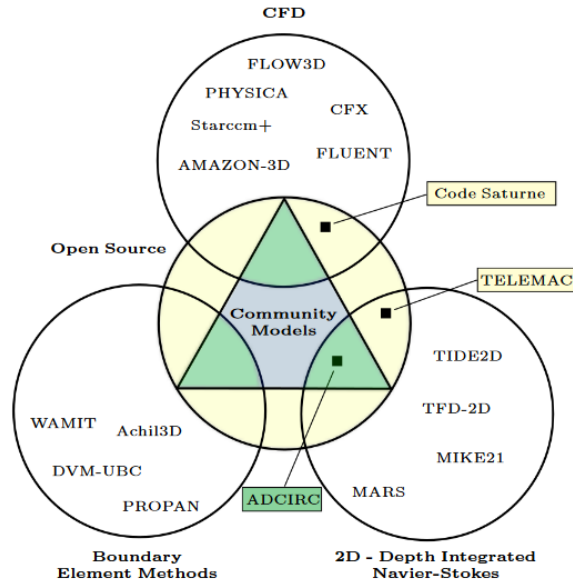 CFD
FLOW3D
PHYSICA
CFX
Starccm+
FLUENT
AMAZON-3D
Code Saturne
Open Source
TELEMAC
Community
Models
TIDE2D
WAMIT
Achil3D
TFD-2D
DVM-UBC
MIKE21
PROPAN
ADCIRC
MARS
Boundary
Element Methods
2D - Depth Integrated
Navier-Stokes